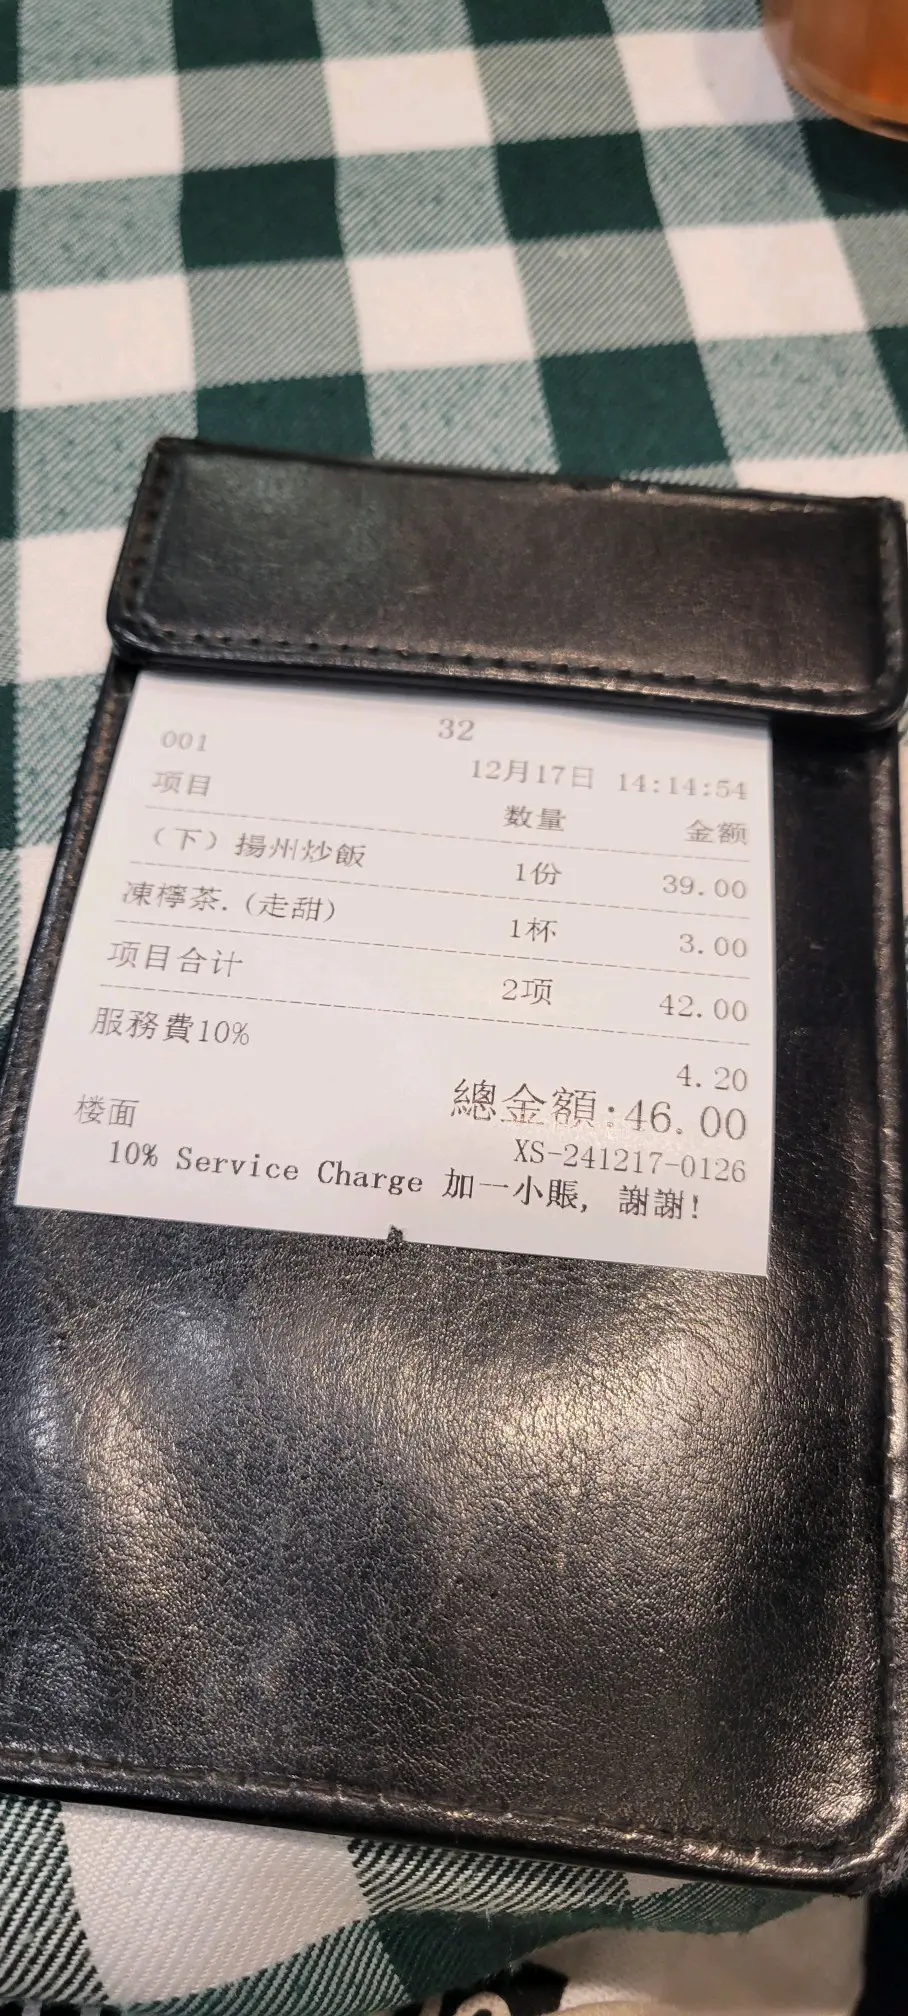 32
001
12月17日 14:14:54
项目 数量 金额
（下）揚州炒飯 1份 39.00
凍檸茶.(走甜) 1杯 3.00
项目合计 2项 42.00
服務費10% 4.20
總金額:46.00
楼面 XS-241217-0126
10% Service Charge 加一小賬, 謝謝!